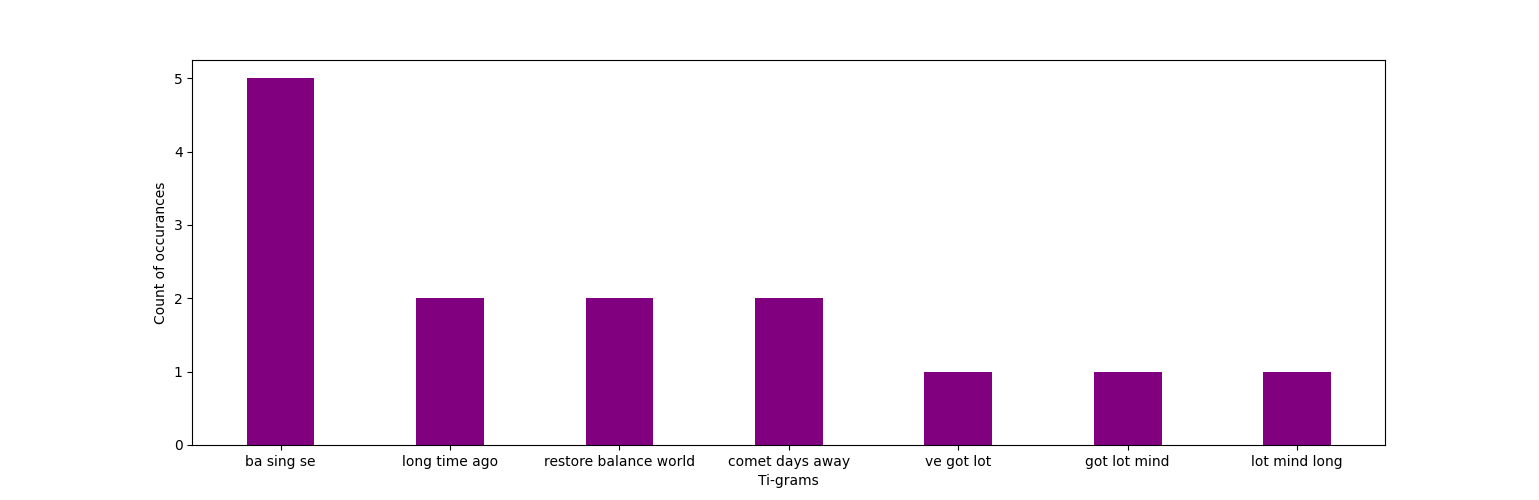 5
4
3
2
1
0
Count of occurances
ba sing se long time ago restore balance world comet days away ve got lot got lot mind lot mind long
Ti-grams